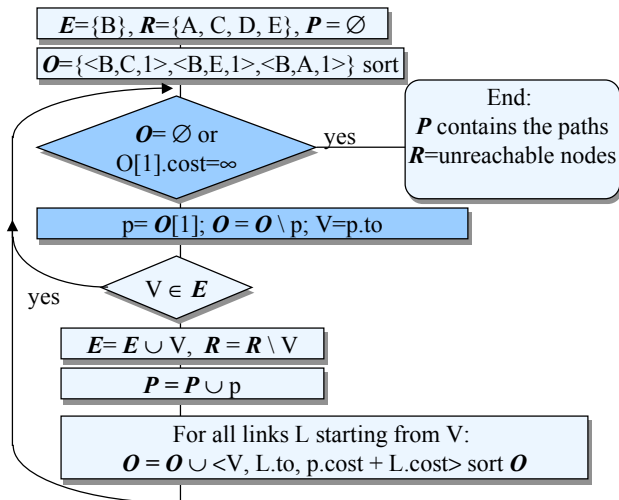 E={B}, R={A, C, D, E}, P = ∅
O={<B,C,1>,<B,E,1>,<B,A,1>} sort
O= ∅ or
O[1].cost=∞
yes
End:
P contains the paths
R=unreachable nodes
p= O[1]; O = O \ p; V=p.to
V ∈ E
yes
E= E ∪ V, R = R \ V
P = P ∪ p
For all links L starting from V:
O = O ∪ <V, L.to, p.cost + L.cost> sort O